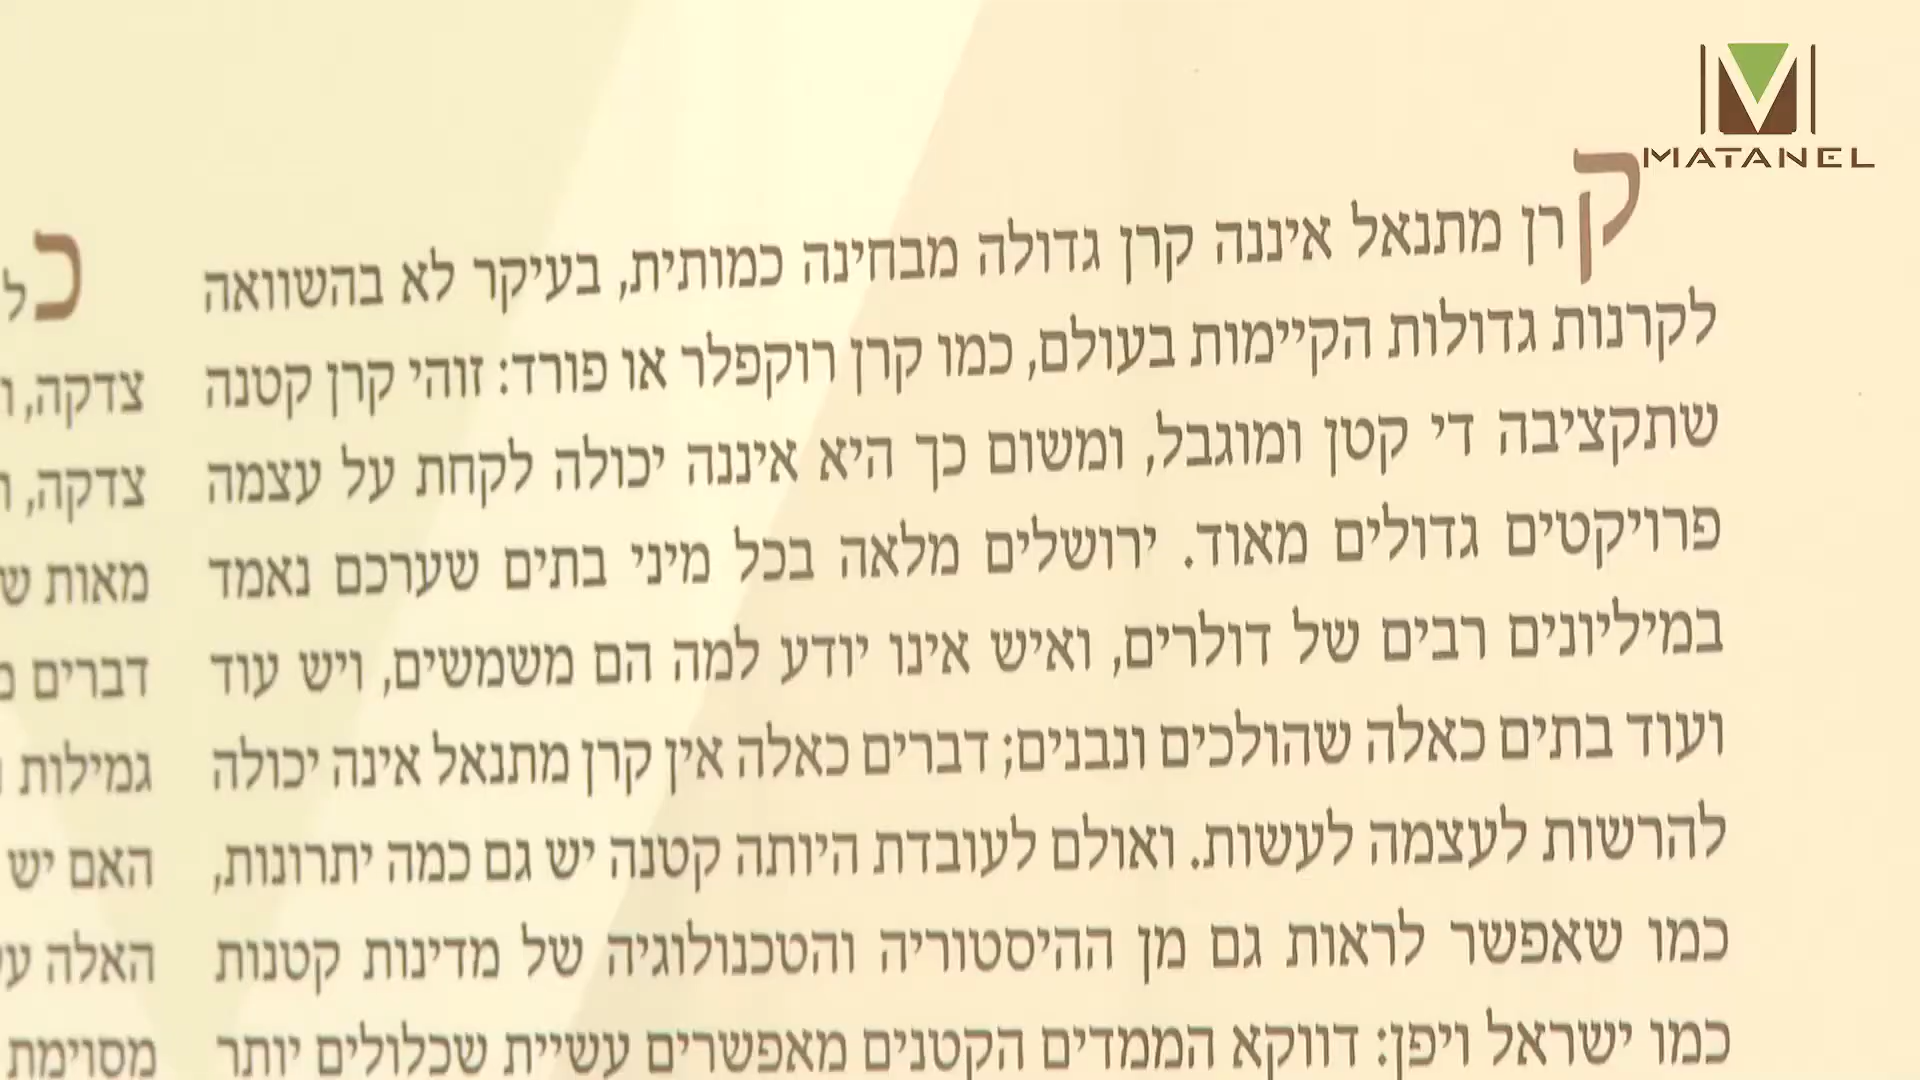 MATANEL
קרן מתנאל איננה קרן גדולה מבחינה כמותית, בעיקר לא בהשוואה
לקרנות גדולות הקיימות בעולם, כמו קרן רוקפלר או פורד: זוהי קרן קטנה
שתקציבה די קטן ומוגבל, ומשום כך היא איננה יכולה לקחת על עצמה
פרויקטים גדולים מאוד. ירושלים מלאה בכל מיני בתים שערכם נאמד
במיליונים רבים של דולרים, ואיש אינו יודע למה הם משמשים, ויש עוד
ועוד בתים כאלה שהולכים ונבנים; דברים כאלה אין קרן מתנאל אינה יכולה
להרשות לעצמה לעשות. ואולם לעובדת היותה קטנה יש גם כמה יתרונות,
כמו שאפשר לראות גם מן ההיסטוריה והטכנולוגיה של מדינות קטנות
כמו ישראל ויפן: דווקא הממדים הקטנים מאפשרים עשיית שכלולים יותר
כל
צדקה, ו
צדקה,
מאות ש
דברים
גמילות
האם יש
האלה
מסוימת